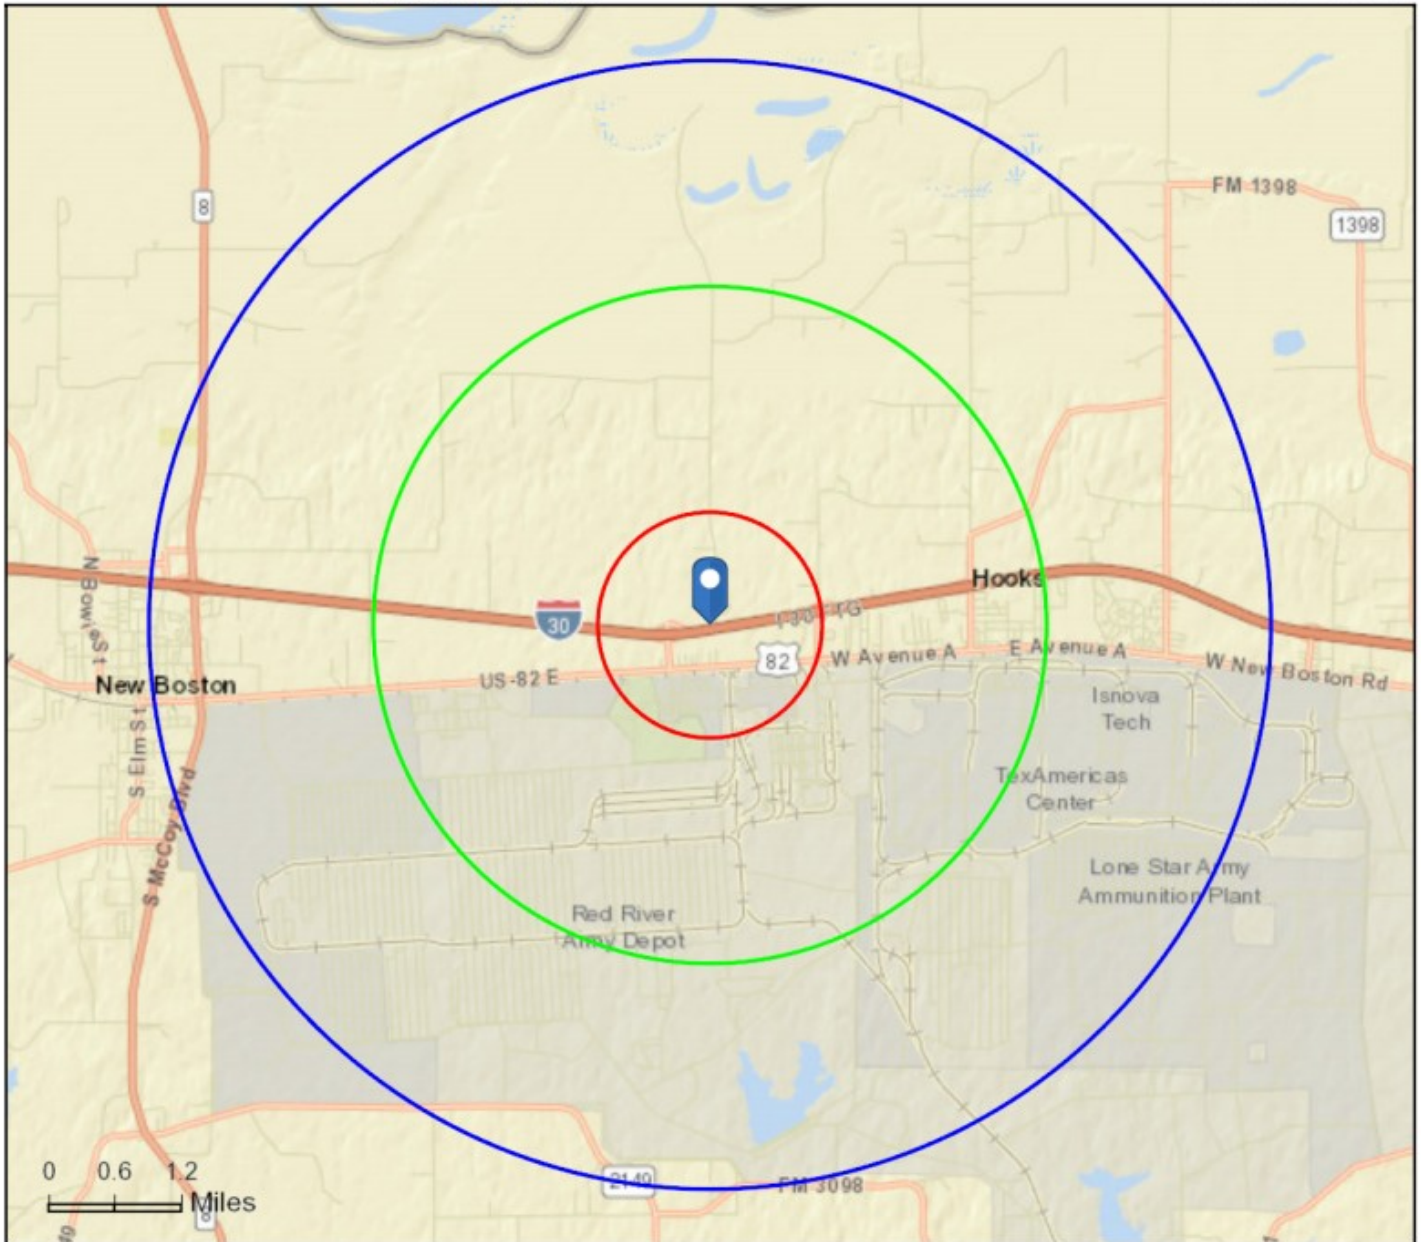 FM 1398
8
1398
N Bowie St
Hooks
30
I-30
82
W Avenue A
E Avenue A
W New Boston Rd
US-82 E
New Boston
Isnova
Tech
S Elm St
TexAmericas
Center
S McCoy Blvd
Lone Star Army
Ammunition Plant
Red River
Army Depot
0 0.6 1.2
Miles
2149
FM 3098
8